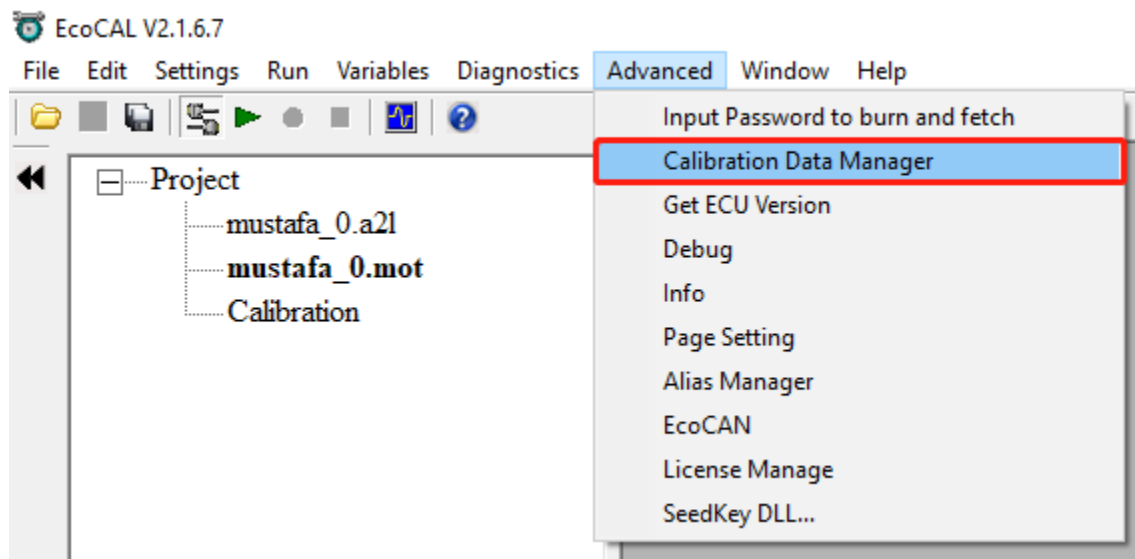 EcoCAL V2.1.6.7
File Edit Settings Run Variables Diagnostics Advanced Window Help
Input Password to burn and fetch
Calibration Data Manager
Get ECU Version
Debug
Info
Page Setting
Alias Manager
EcoCAN
License Manage
SeedKey DLL...
Project
mustafa_0.a2l
mustafa_0.mot
Calibration